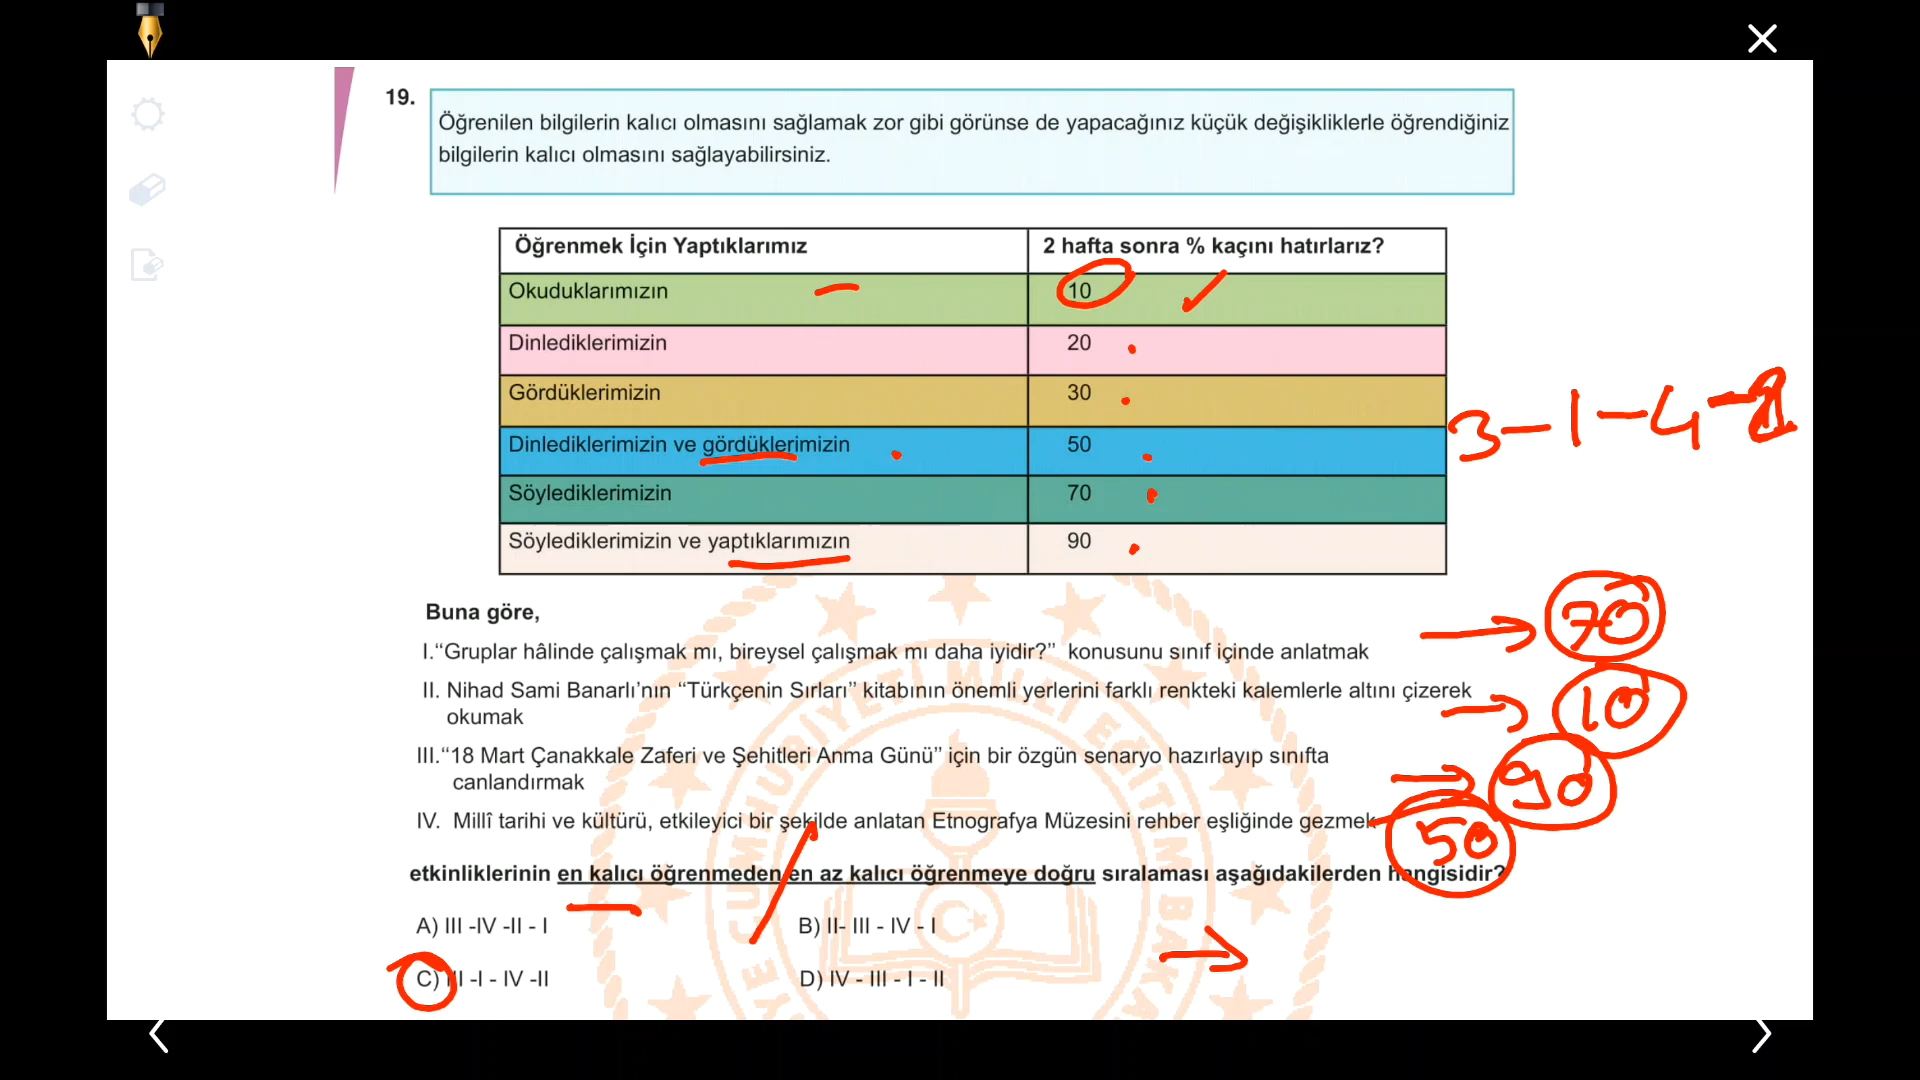 19.
Öğrenilen bilgilerin kalıcı olmasını sağlamak zor gibi görünse de yapacağınız küçük değişikliklerle öğrendiğiniz
bilgilerin kalıcı olmasını sağlayabilirsiniz.
Öğrenmek İçin Yaptıklarımız 2 hafta sonra % kaçını hatırlarız?
Okuduklarımızın 10
Dinlediklerimizin 20
Gördüklerimizin 30
Dinlediklerimizin ve gördüklerimizin 50
Söylediklerimizin 70
Söylediklerimizin ve yaptıklarımızın 90
3-1-4-
Buna göre,
I.“Gruplar hâlinde çalışmak mı, bireysel çalışmak mı daha iyidir?” konusunu sınıf içinde anlatmak
70
II. Nihad Sami Banarlı’nın “Türkçenin Sırları” kitabının önemli yerlerini farklı renkteki kalemlerle altını çizerek
okumak
10
III.“18 Mart Çanakkale Zaferi ve Şehitleri Anma Günü” için bir özgün senaryo hazırlayıp sınıfta
canlandırmak
90
IV. Millî tarihi ve kültürü, etkileyici bir şekilde anlatan Etnografya Müzesini rehber eşliğinde gezmek
50
etkinliklerinin en kalıcı öğrenmeden en az kalıcı öğrenmeye doğru sıralaması aşağıdakilerden hangisidir?
A) III -IV -II - I
B) II- III - IV - I
C) III -I - IV -II
D) IV - III - I - II
CUMHURİYETİ MİLLÎ EĞİTİM BAKA